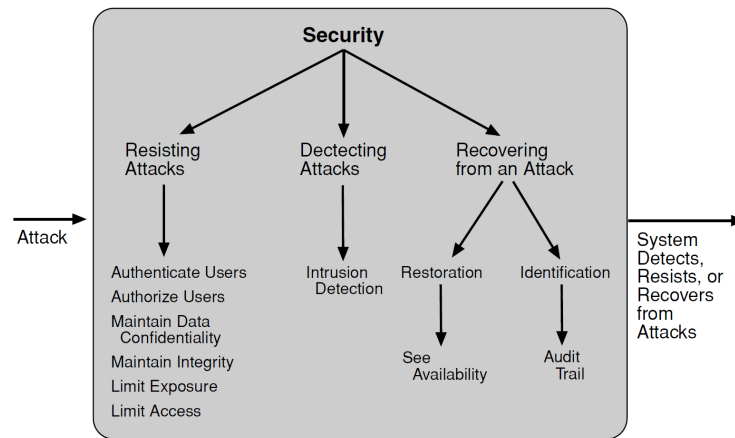 Security
Resisting
Attacks
Dectecting
Attacks
Recovering
from an Attack
Attack
Authenticate Users
Authorize Users
Maintain Data
Confidentiality
Maintain Integrity
Limit Exposure
Limit Access
Intrusion
Detection
Restoration
Identification
See
Availability
Audit
Trail
System
Detects,
Resists, or
Recovers
from
Attacks